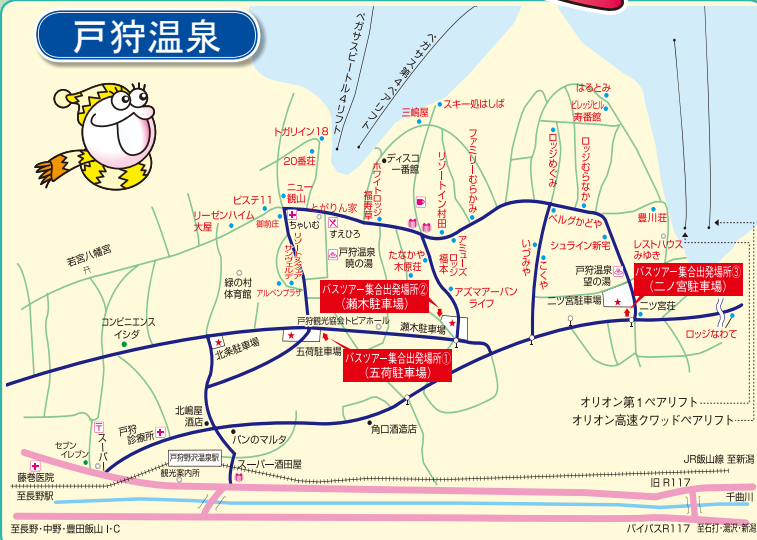 戸狩温泉
ペガサスビートル4リフト
ペガサス第4ペアリフト
はるとみ
ビレッジヒル
寿番館
スキー処はしば
三嶋屋
トガリイン18
20番荘
ディスコ
一番館
ホワイトロッジ
福寿草
リゾートイン村田
ファミリーむらかみ
ロッジめぐみ
ロッジむらなか
ピステ11
ニュー
観山
とがりん家
リーゼンハイム
大屋
御前庄
ちゃいむ
すえひろ
ベルグかどや
豊川荘
若宮八幡宮
戸狩温泉
暁の湯
たなかや
木原荘
アミューズ
ロッジ
福本
いづみや
こくや
シュライン新宅
レストハウス
みゆき
緑の村
体育館
アルペンプラザ
アズマアーバン
ライフ
戸狩温泉
望の湯
バスツアー集合出発場所②
(瀬木駐車場)
バスツアー集合出発場所③
(二ノ宮駐車場)
二ツ宮駐車場
二ツ宮荘
コンビニエンス
イシダ
戸狩観光協会トピアホール
瀬木駐車場
ロッジなわて
北条駐車場
五荷駐車場
バスツアー集合出発場所①
(五荷駐車場)
オリオン第1ペアリフト
オリオン高速クワッドペアリフト
北嶋屋
酒店
角口酒造店
パンのマルタ
戸狩
診療所
スーパー
セブン
イレブン
戸狩野沢温泉駅
スーパー酒田屋
藤巻医院
観光案内所
JR飯山線 至新潟
至長野駅
旧 R117
千曲川
至長野・中野・豊田飯山 I・C
バイパスR117
至石打・湯沢・新潟